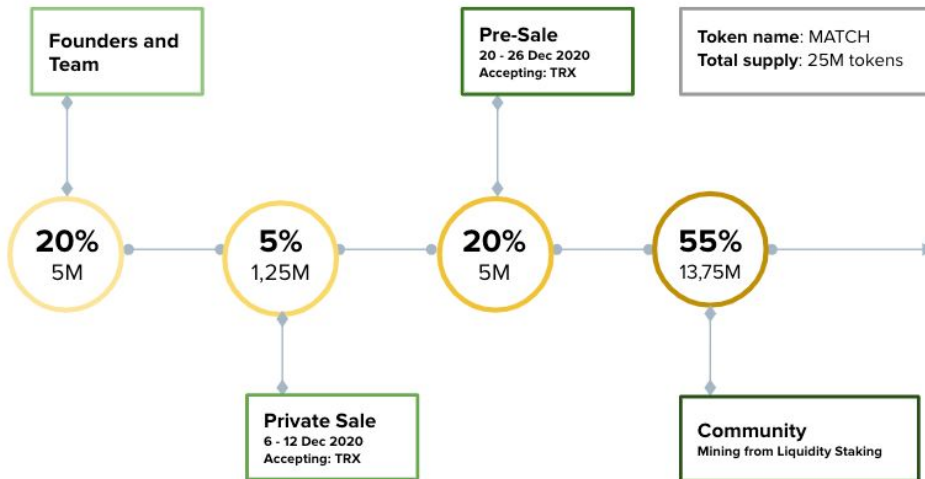 Founders and
Team
Pre-Sale
20 - 26 Dec 2020
Accepting: TRX
Token name: MATCH
Total supply: 25M tokens
20%
5M
5%
1,25M
20%
5M
55%
13,75M
Private Sale
6 - 12 Dec 2020
Accepting: TRX
Community
Mining from Liquidity Staking